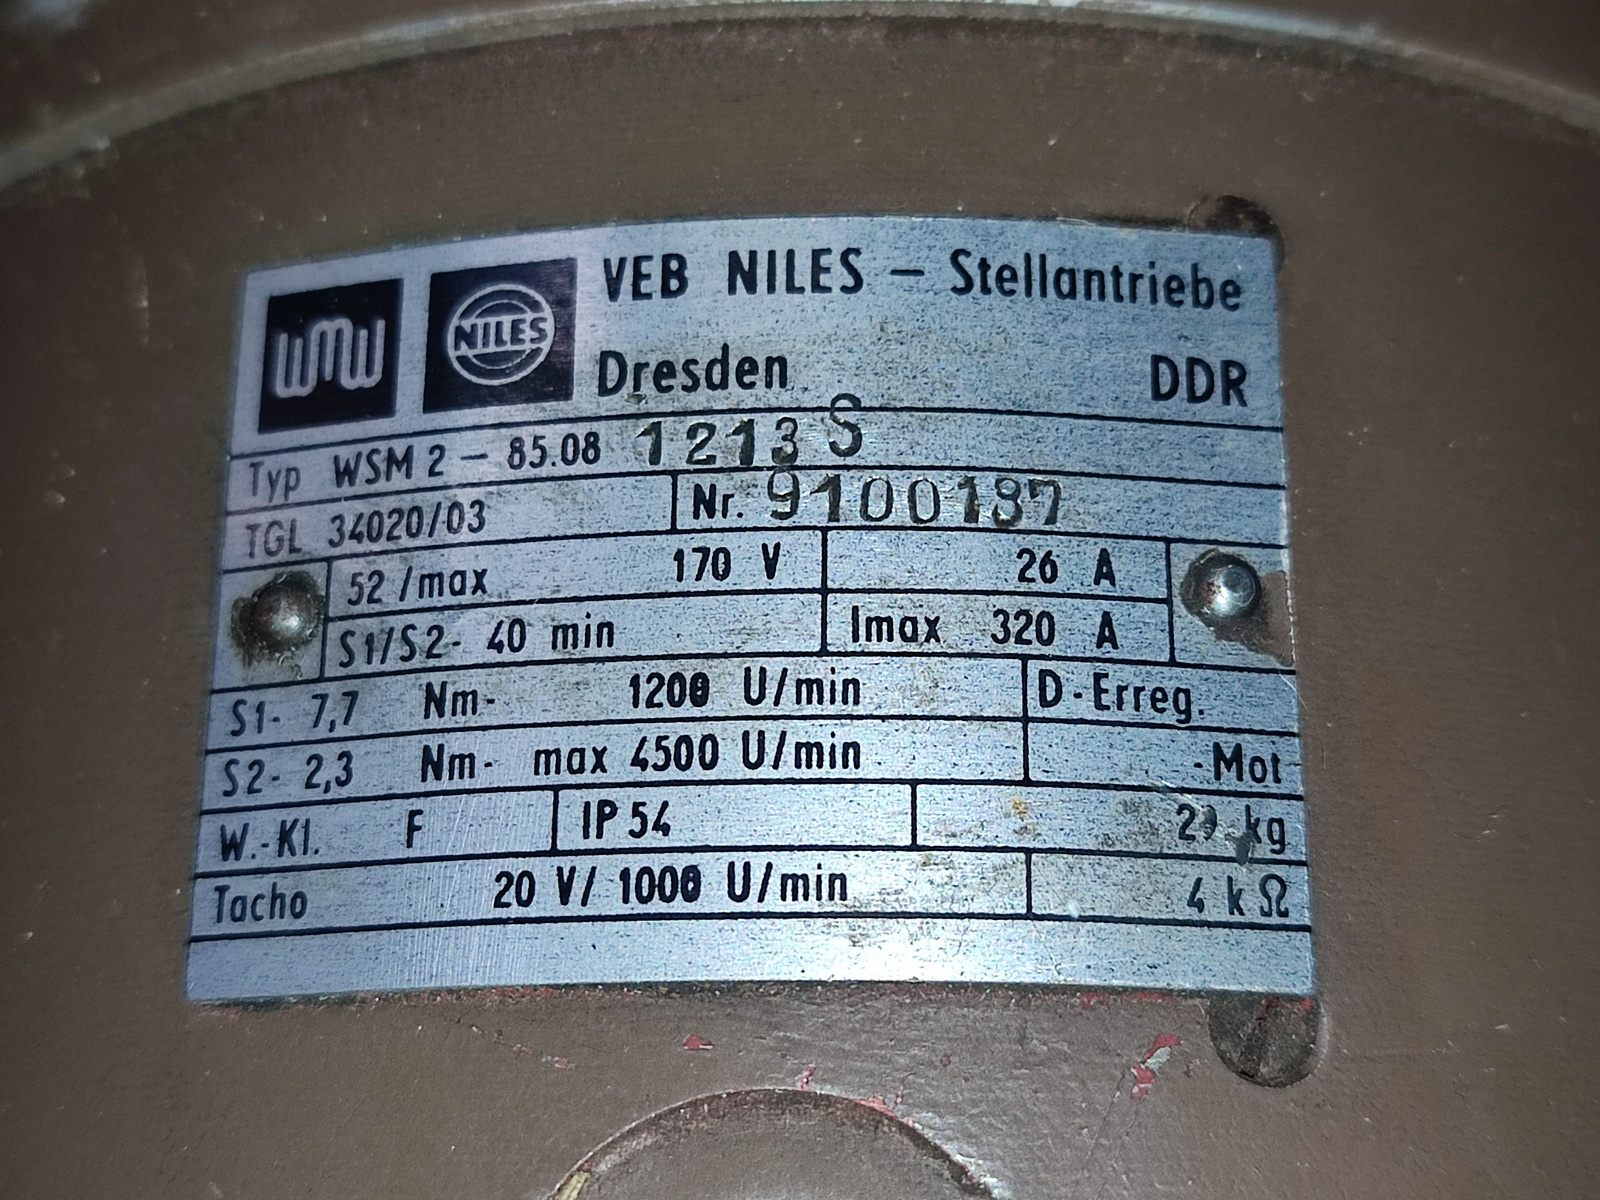 WMW NILES VEB NILES – Stellantriebe
Dresden DDR
Typ WSM 2 – 85.08 1213 S
TGL 34020/03 Nr. 9100187
52 /max 170 V 26 A
S1/S2- 40 min Imax 320 A
S1- 7,7 Nm- 1200 U/min D-Erreg.
S2- 2,3 Nm- max 4500 U/min -Mot
W.-Kl. F IP 54 kg
Tacho 20 V/ 1000 U/min 4 k Ω